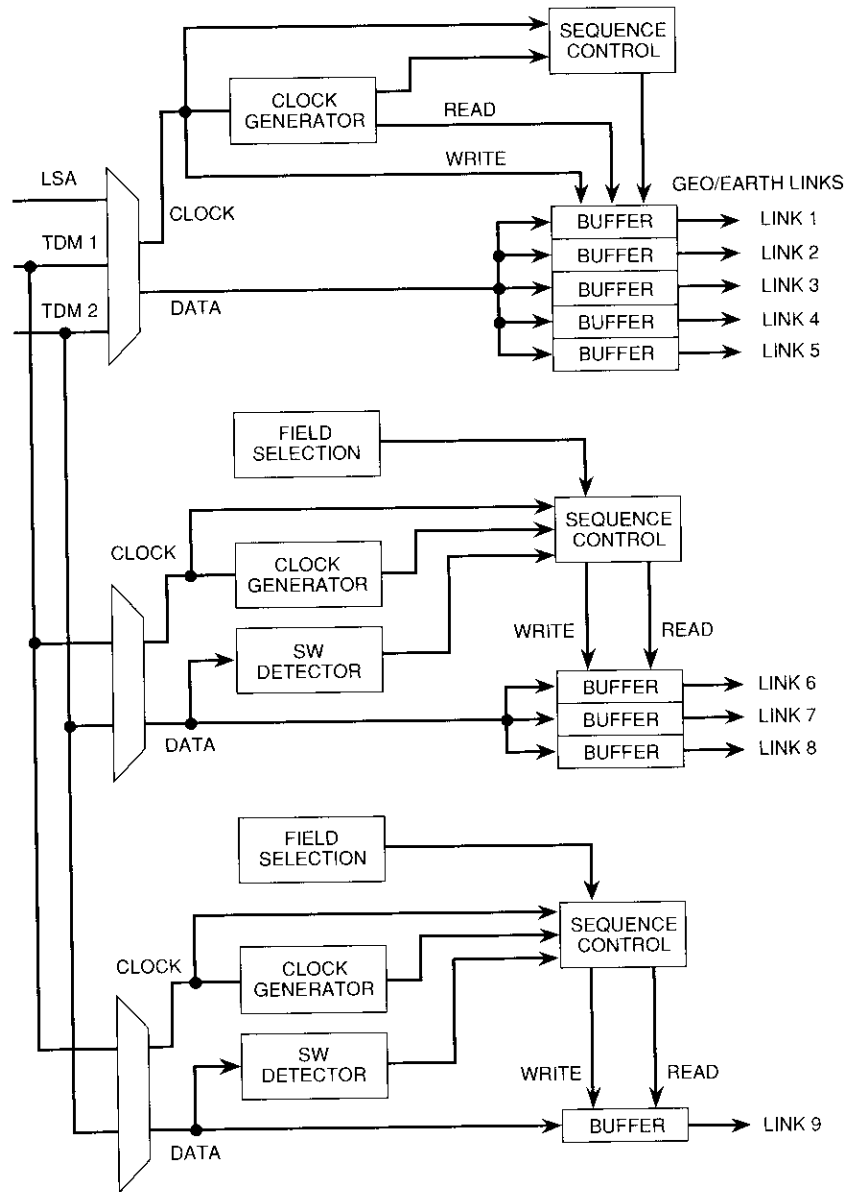 SEQUENCE
CONTROL
CLOCK
GENERATOR
READ
WRITE
LSA
CLOCK
GEO/EARTH LINKS
TDM 1
DATA
TDM 2
BUFFER
LINK 1
BUFFER
LINK 2
BUFFER
LINK 3
BUFFER
LINK 4
BUFFER
LINK 5
FIELD
SELECTION
SEQUENCE
CONTROL
CLOCK
CLOCK
GENERATOR
SW
DETECTOR
WRITE
READ
DATA
BUFFER
LINK 6
BUFFER
LINK 7
BUFFER
LINK 8
FIELD
SELECTION
SEQUENCE
CONTROL
CLOCK
CLOCK
GENERATOR
SW
DETECTOR
WRITE
READ
DATA
BUFFER
LINK 9